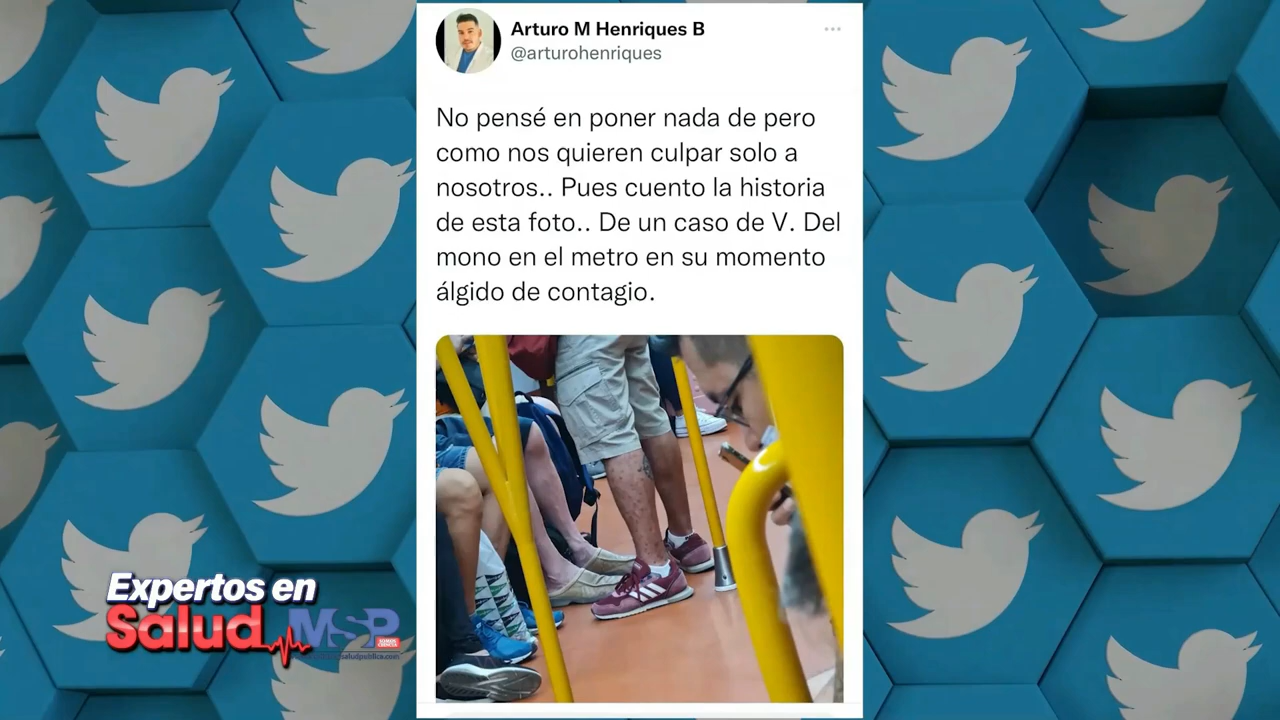 Arturo M Henriques B
@arturohenriques
No pensé en poner nada de pero
como nos quieren culpar solo a
nosotros.. Pues cuento la historia
de esta foto.. De un caso de V. Del
mono en el metro en su momento
álgido de contagio.
Expertos en
Salud
MSP